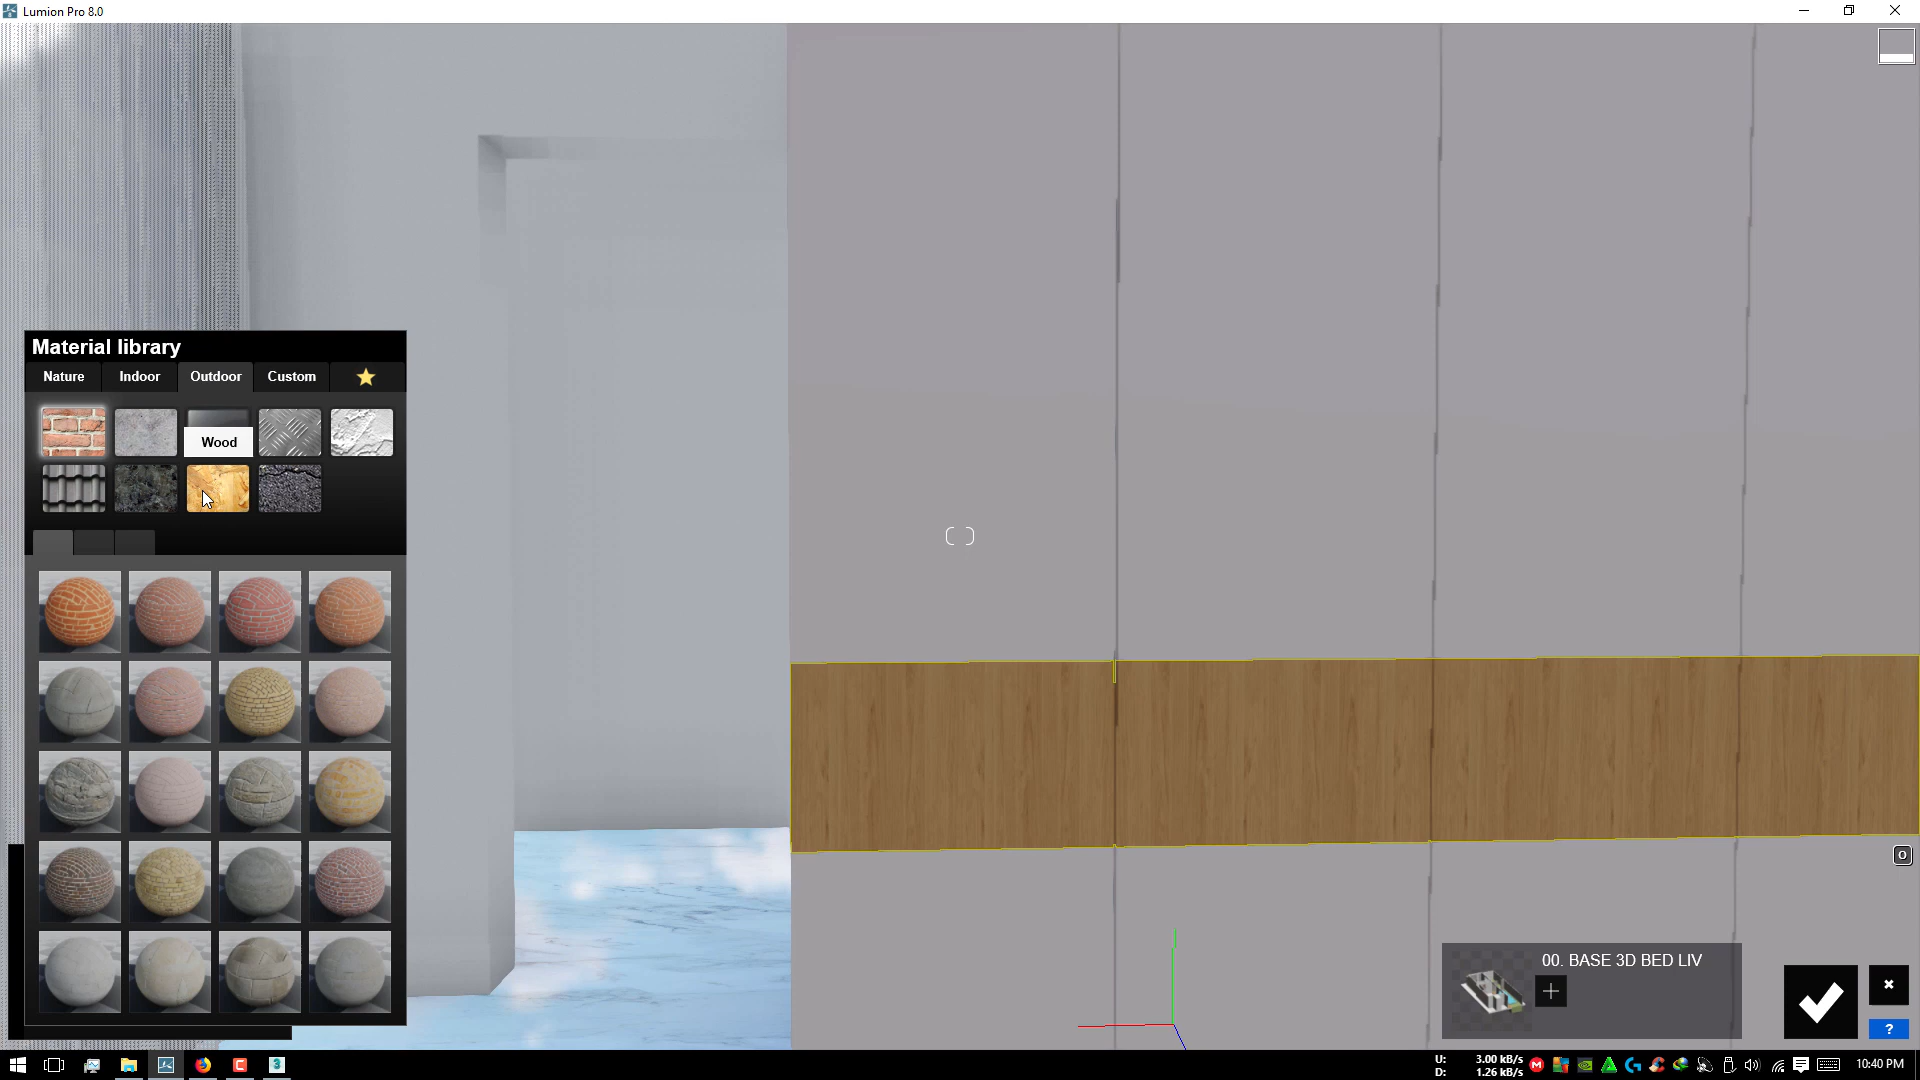 Lumion Pro 8.0
Material library
Nature Indoor Outdoor Custom
Wood
O
00. BASE 3D BED LIV
?
U: 3.00 kB/s
D: 1.26 kB/s
10:40 PM